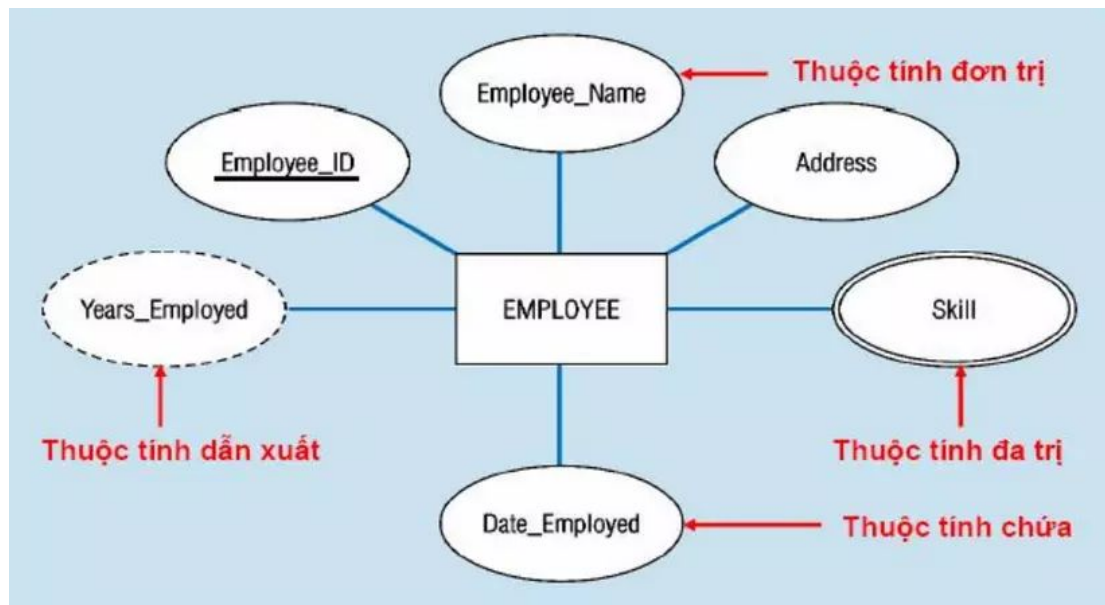 Employee_Name
Thuộc tính đơn trị
Employee_ID
Address
Years_Employed
EMPLOYEE
Skill
Thuộc tính dẫn xuất
Thuộc tính đa trị
Date_Employed
Thuộc tính chứa